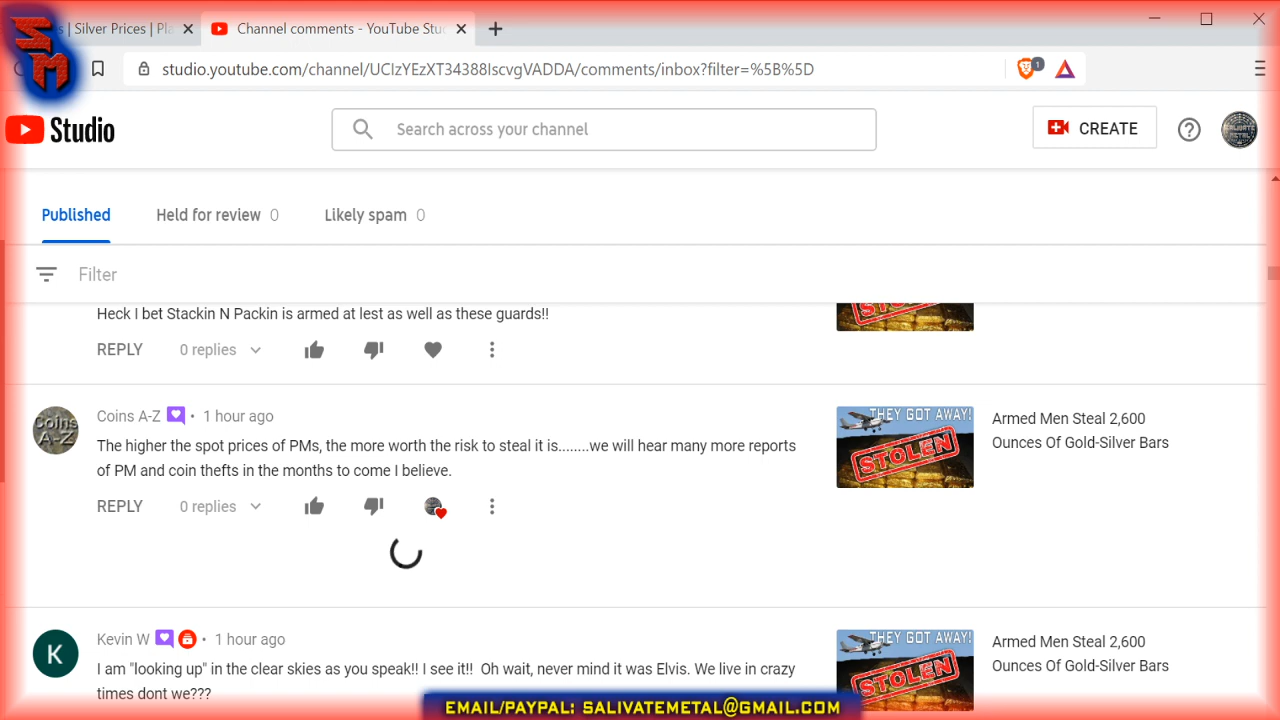 SM
s | Silver Prices | Pla
Channel comments - YouTube Stu
studio.youtube.com/channel/UCIzYEzXT34388IscvgVADDA/comments/inbox?filter=%5B%5D
1
Studio
Search across your channel
CREATE
SALIVATE METAL
Published
Held for review 0
Likely spam 0
Filter
Heck I bet Stackin N Packin is armed at lest as well as these guards!!
REPLY
0 replies
STOLEN
Coins A-Z
Coins A-Z • 1 hour ago
The higher the spot prices of PMs, the more worth the risk to steal it is........we will hear many more reports
of PM and coin thefts in the months to come I believe.
REPLY
0 replies
THEY GOT AWAY!
STOLEN
Armed Men Steal 2,600
Ounces Of Gold-Silver Bars
K
Kevin W • 1 hour ago
I am "looking up" in the clear skies as you speak!! I see it!! Oh wait, never mind it was Elvis. We live in crazy
times dont we???
THEY GOT AWAY!
STOLEN
Armed Men Steal 2,600
Ounces Of Gold-Silver Bars
EMAIL/PAYPAL: SALIVATEMETAL@GMAIL.COM